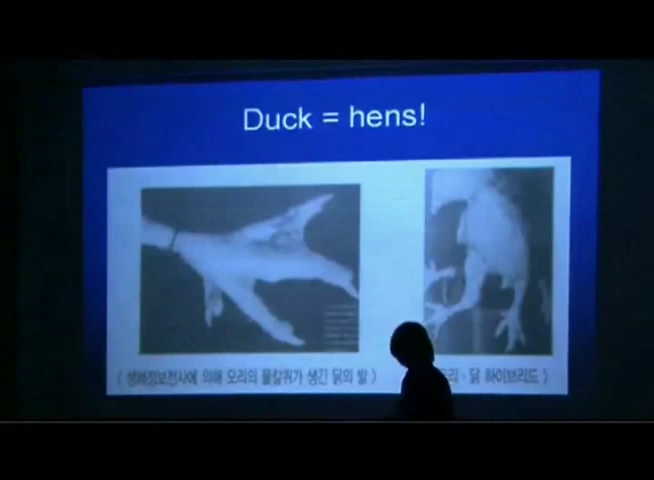 Duck = hens!
( 생체정보전사에 의해 오리의 물갈퀴가 생긴 닭의 발 )
리 · 닭 하이브리드 )